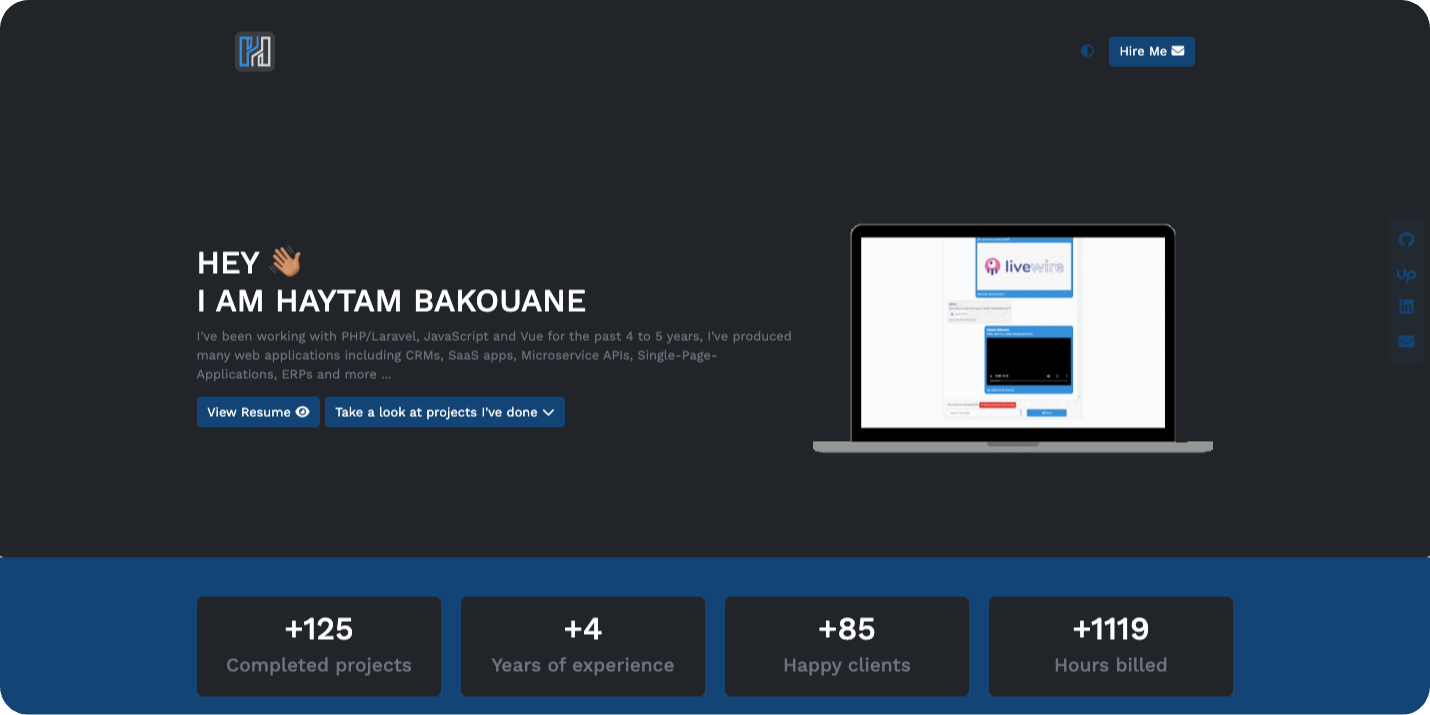 Hire Me
HEY
I AM HAYTAM BAKOUANE
I've been working with PHP/Laravel, JavaScript and Vue for the past 4 to 5 years, I've produced
many web applications including CRMs, SaaS apps, Microservice APIs, Single-Page-
Applications, ERPs and more ...
View Resume
Take a look at projects I've done
livewire
Up
in
+125
Completed projects
+4
Years of experience
+85
Happy clients
+1119
Hours billed